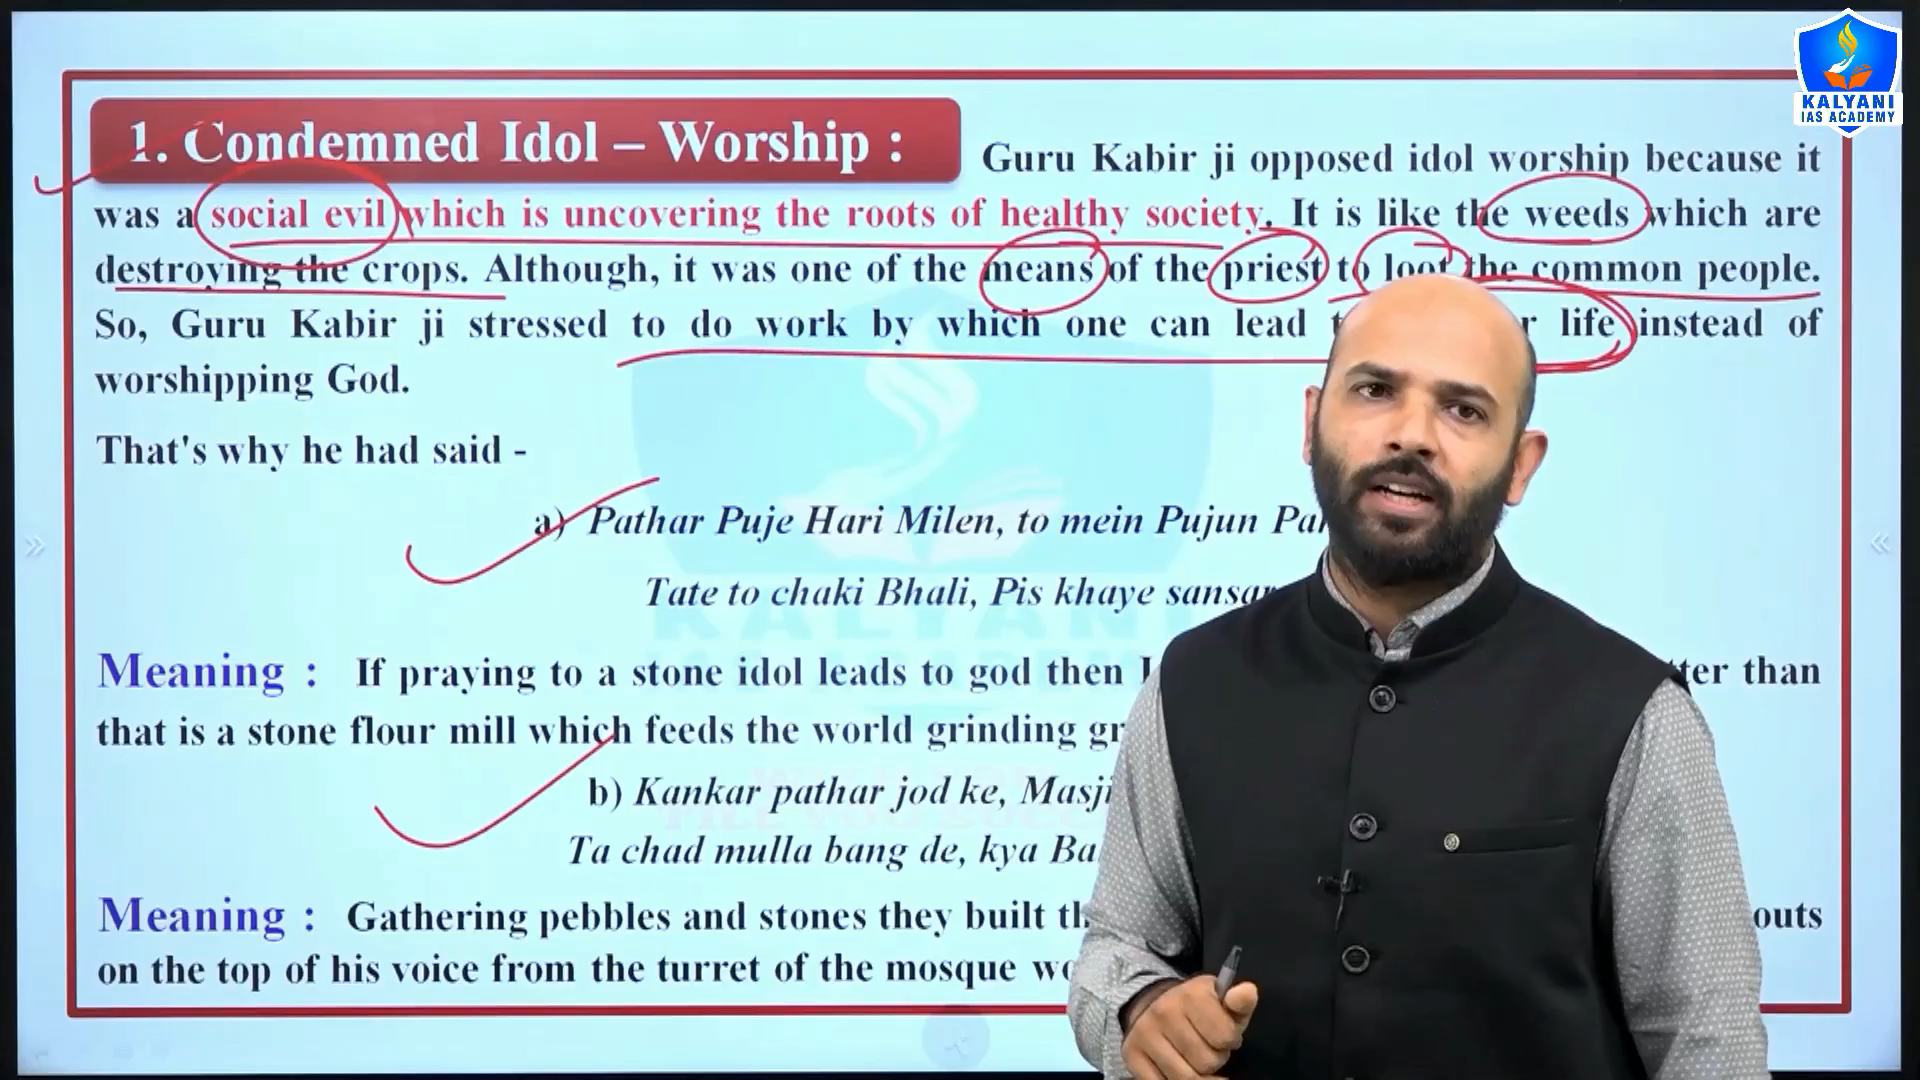 KALYANI
IAS ACADEMY
1. Condemned Idol – Worship :
Guru Kabir ji opposed idol worship because it
was a social evil which is uncovering the roots of healthy society. It is like the weeds which are
destroying the crops. Although, it was one of the means of the priest to loot the common people.
So, Guru Kabir ji stressed to do work by which one can lead life instead of
worshipping God.
That's why he had said -
a) Pathar Puje Hari Milen, to mein Pujun
Tate to chaki Bhali, Pis khaye sansar
Meaning : If praying to a stone idol leads to god then I than
that is a stone flour mill which feeds the world grinding
b) Kankar pathar jod ke,
Ta chad mulla bang de, kya
Meaning : Gathering pebbles and stones they built
on the top of his voice from the turret of the mosque